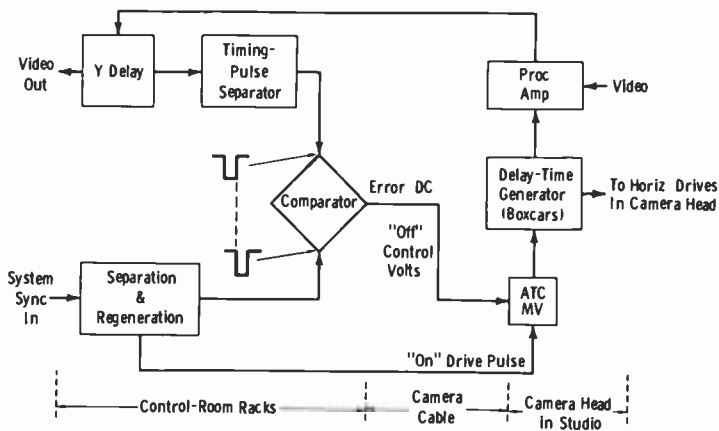 Video
Out
Y Delay
Timing-
Pulse
Separator
Proc
Amp
Video
Comparator
Error DC
"Off"
Control
Volts
Delay-Time
Generator
(Boxcars)
To Horiz Drives
In Camera Head
System
Sync
In
Separation
&
Regeneration
ATC
MV
"On" Drive Pulse
Control-Room Racks
Camera
Cable
Camera Head
In Studio